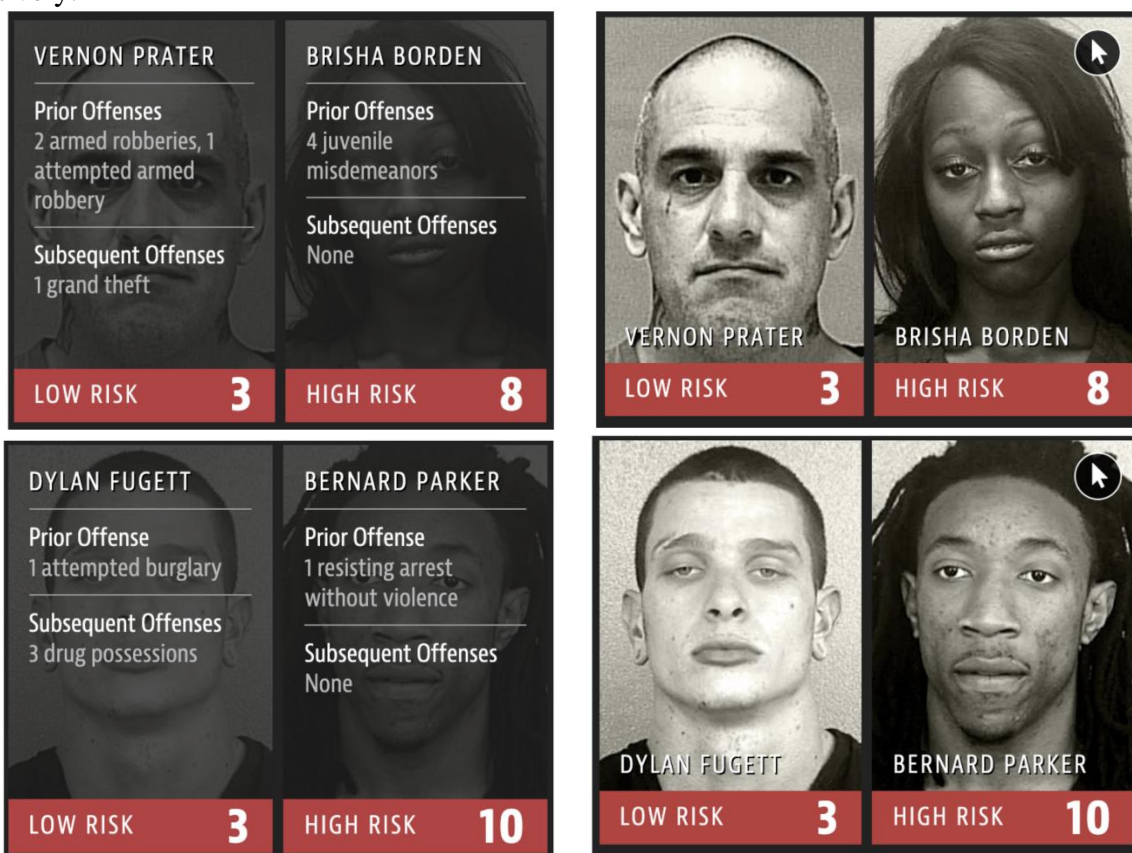 VERNON PRATER
Prior Offenses
2 armed robberies, 1
attempted armed
robbery
Subsequent Offenses
1 grand theft
LOW RISK 3
BRISHA BORDEN
Prior Offenses
4 juvenile
misdemeanors
Subsequent Offenses
None
HIGH RISK 8
VERNON PRATER
LOW RISK 3
BRISHA BORDEN
HIGH RISK 8
DYLAN FUGETT
Prior Offense
1 attempted burglary
Subsequent Offenses
3 drug possessions
LOW RISK 3
BERNARD PARKER
Prior Offense
1 resisting arrest
without violence
Subsequent Offenses
None
HIGH RISK 10
DYLAN FUGETT
LOW RISK 3
BERNARD PARKER
HIGH RISK 10